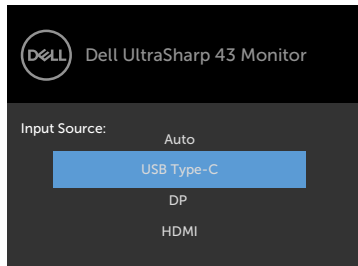 DELL
Dell UltraSharp 43 Monitor
Input Source:
Auto
USB Type-C
DP
HDMI